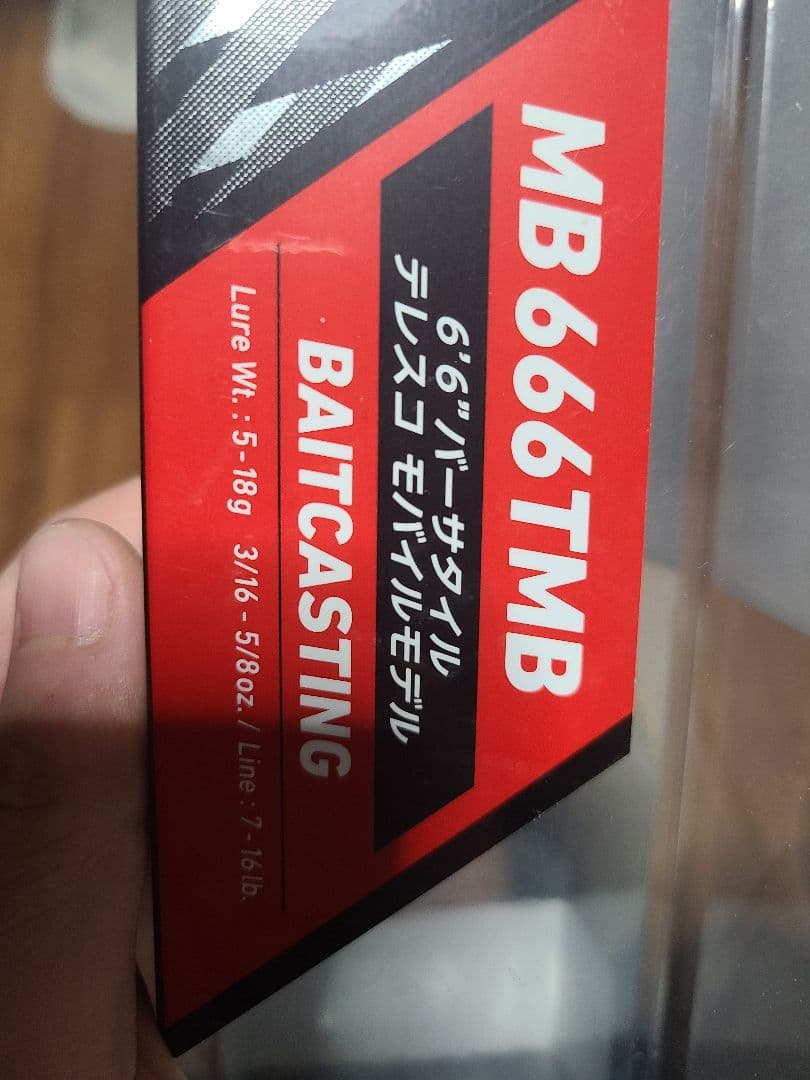 MB666TMB
6’6”バーサタイル
テレスコ モバイルモデル
BAITCASTING
Lure Wt. : 5-18g 3/16 - 5/8oz. / Line : 7-16lb.